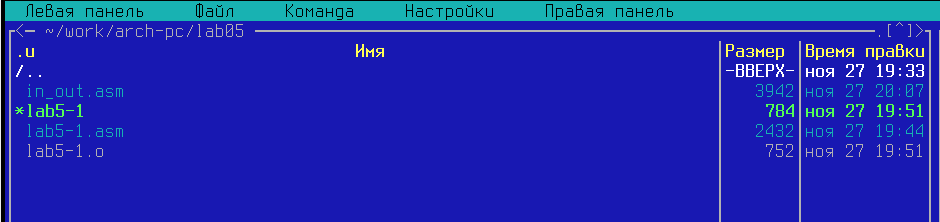 Левая панель Файл Команда Настройки Правая панель
<— ~/work/arch-pc/lab05 .[^]>
.и Имя Размер Время правки
/.. -ВВЕРХ- ноя 27 19:33
in_out.asm 3942 ноя 27 20:07
*lab5-1 784 ноя 27 19:51
lab5-1.asm 2432 ноя 27 19:44
lab5-1.o 752 ноя 27 19:51